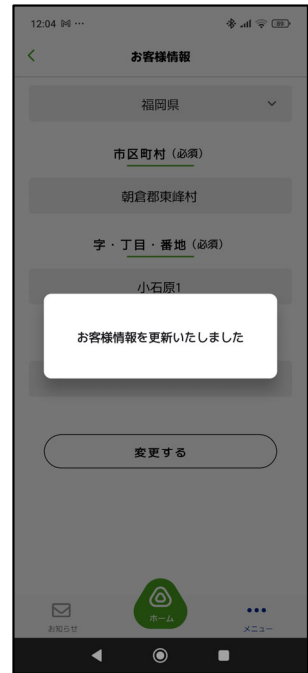 12:04
89
お客様情報
福岡県
市区町村（必須）
朝倉郡東峰村
字・丁目・番地（必須）
小石原1
お客様情報を更新いたしました
変更する
お知らせ
ホーム
メニュー